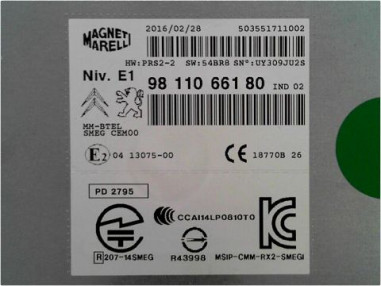 MAGNETI MARELLI
2016/02/28 503551711002
HW:PRS2-2 SW:54BR8 SN°:UY309JU2S
Niv. E1
98 110 661 80 IND 02
MM-BTEL
SMEG CEM00
E2 04 13075-00
CE 18770B 26
PD 2795
CCAI14LP0810T0
R 207-14SMEG
R43998
MSIP-CMM-RX2-SMEGI